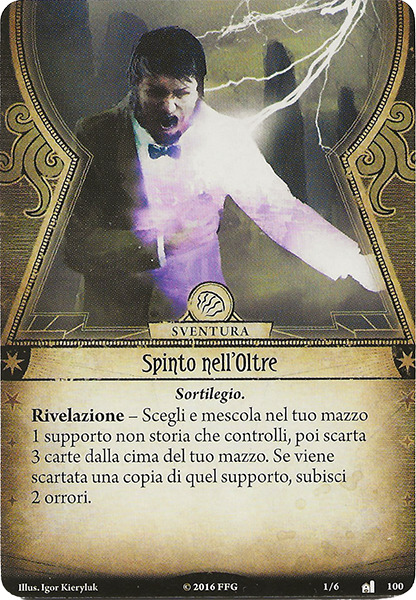 SVENTURA
Spinto nell'Oltre
Sortilegio.
Rivelazione – Scegli e mescola nel tuo mazzo
1 supporto non storia che controlli, poi scarta
3 carte dalla cima del tuo mazzo. Se viene
scartata una copia di quel supporto, subisci
2 orrori.
Illus. Igor Kieryluk © 2016 FFG 1/6 100